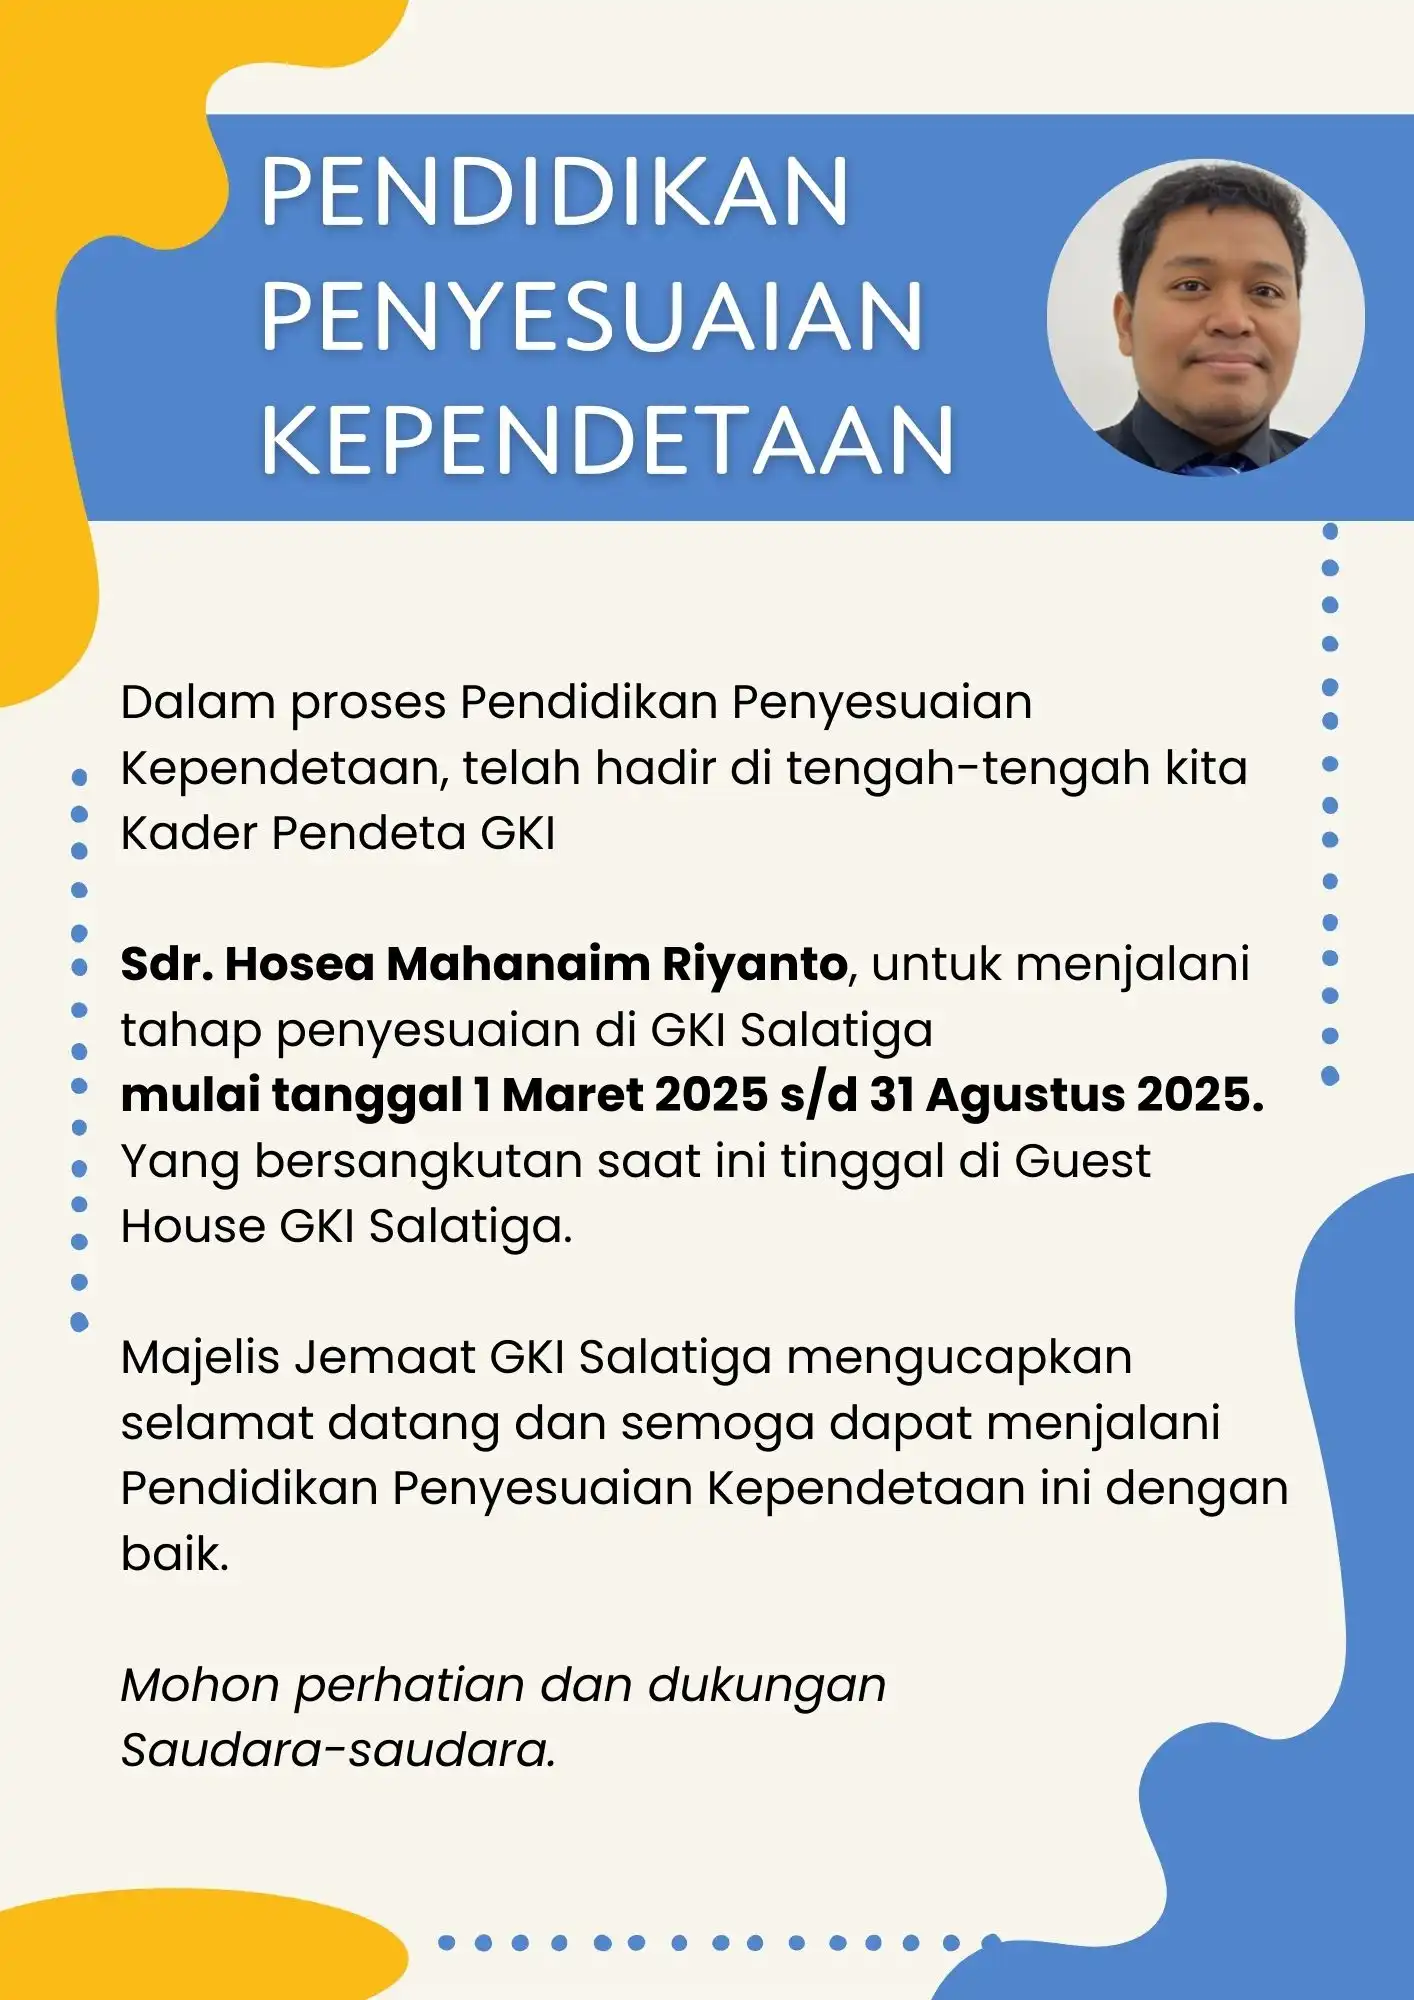 PENDIDIKAN
PENYESUAIAN
KEPENDETAAN
Dalam proses Pendidikan Penyesuaian
Kependetaan, telah hadir di tengah-tengah kita
Kader Pendeta GKI
Sdr. Hosea Mahanaim Riyanto, untuk menjalani
tahap penyesuaian di GKI Salatiga
mulai tanggal 1 Maret 2025 s/d 31 Agustus 2025.
Yang bersangkutan saat ini tinggal di Guest
House GKI Salatiga.
Majelis Jemaat GKI Salatiga mengucapkan
selamat datang dan semoga dapat menjalani
Pendidikan Penyesuaian Kependetaan ini dengan
baik.
Mohon perhatian dan dukungan
Saudara-saudara.